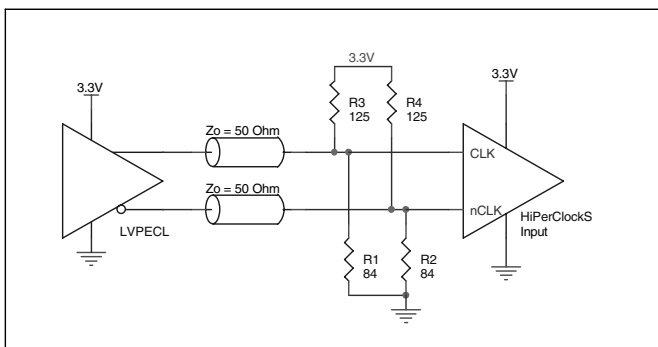 3.3V
3.3V
3.3V
R3
125
R4
125
Zo = 50 Ohm
CLK
Zo = 50 Ohm
nCLK
HiPerClockS
Input
LVPECL
R1
84
R2
84